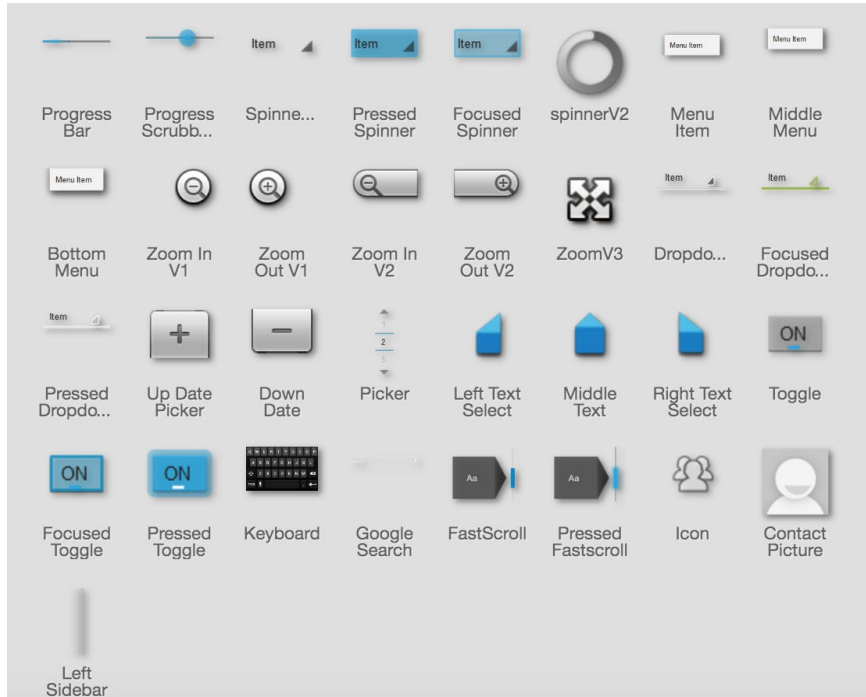 Item
Item
Item
Menu Item
Menu Item
Progress Bar
Progress Scrubb...
Spinne...
Pressed Spinner
Focused Spinner
spinnerV2
Menu Item
Middle Menu
Menu Item
Item
Item
Bottom Menu
Zoom In V1
Zoom Out V1
Zoom In V2
Zoom Out V2
ZoomV3
Dropdo...
Focused Dropdo...
Item
1
2
3
ON
Pressed Dropdo...
Up Date Picker
Down Date
Picker
Left Text Select
Middle Text
Right Text Select
Toggle
ON
ON
Aa
Aa
Focused Toggle
Pressed Toggle
Keyboard
Google Search
FastScroll
Pressed Fastscroll
Icon
Contact Picture
Left Sidebar